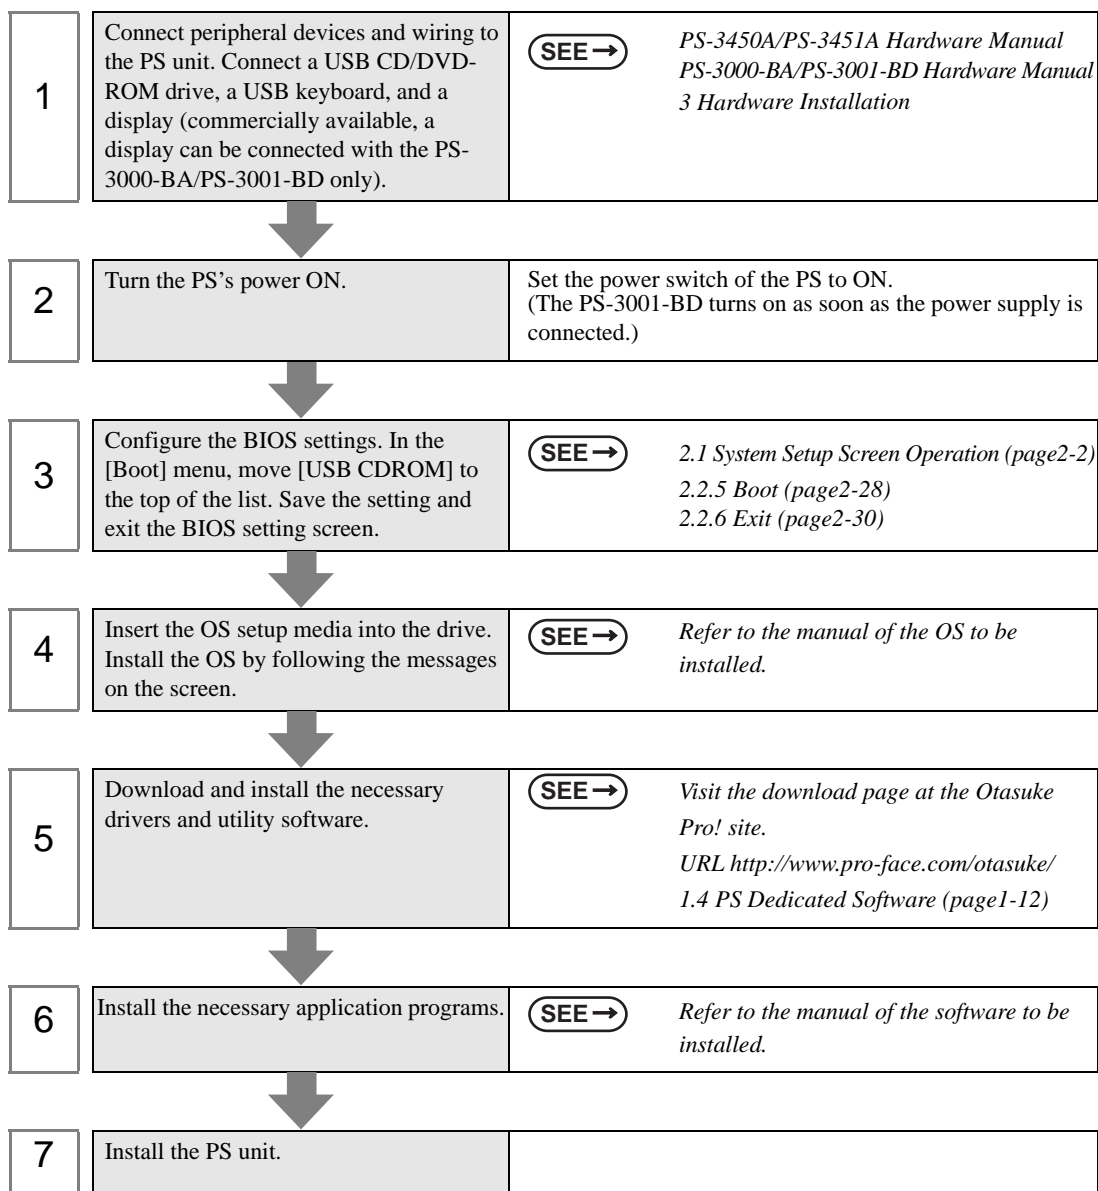 1
Connect peripheral devices and wiring to
the PS unit. Connect a USB CD/DVD-
ROM drive, a USB keyboard, and a
display (commercially available, a
display can be connected with the PS-
3000-BA/PS-3001-BD only).
SEE→
PS-3450A/PS-3451A Hardware Manual
PS-3000-BA/PS-3001-BD Hardware Manual
3 Hardware Installation
2
Turn the PS's power ON.
Set the power switch of the PS to ON.
(The PS-3001-BD turns on as soon as the power supply is
connected.)
3
Configure the BIOS settings. In the
[Boot] menu, move [USB CDROM] to
the top of the list. Save the setting and
exit the BIOS setting screen.
SEE→
2.1 System Setup Screen Operation (page2-2)
2.2.5 Boot (page2-28)
2.2.6 Exit (page2-30)
4
Insert the OS setup media into the drive.
Install the OS by following the messages
on the screen.
SEE→
Refer to the manual of the OS to be
installed.
5
Download and install the necessary
drivers and utility software.
SEE→
Visit the download page at the Otasuke
Pro! site.
URL http://www.pro-face.com/otasuke/
1.4 PS Dedicated Software (page1-12)
6
Install the necessary application programs.
SEE→
Refer to the manual of the software to be
installed.
7
Install the PS unit.